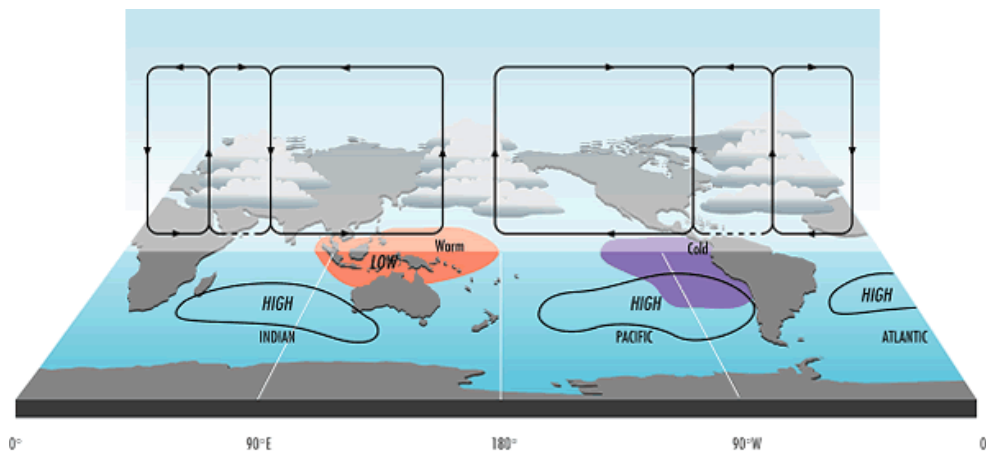 Warm
Cold
LOW
HIGH
HIGH
HIGH
INDIAN
PACIFIC
ATLANTIC
0°
90°E
180°
90°W
0